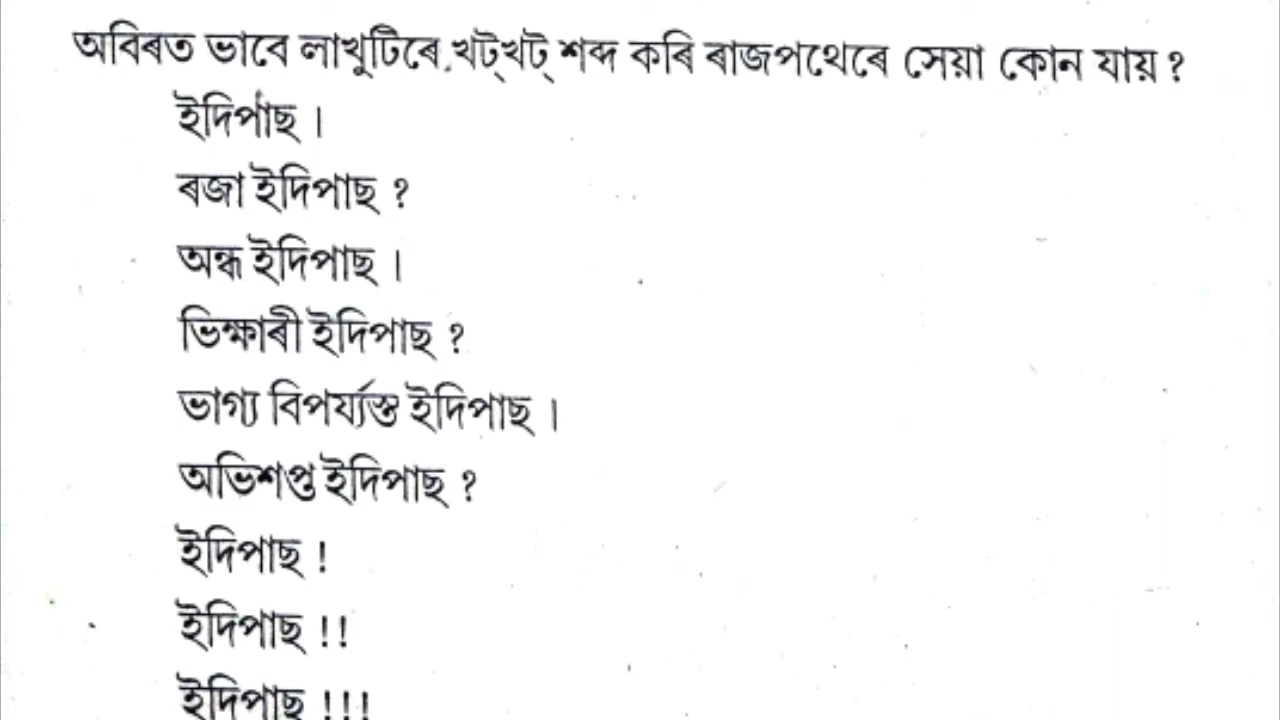 অবিৰত ভাবে লাখুটিৰে খট্‌খট্‌ শব্দ কৰি ৰাজপথেৰে সেয়া কোন যায় ?
ইদিপাছ ।
ৰজা ইদিপাছ ?
অন্ধ ইদিপাছ ।
ভিক্ষাৰী ইদিপাছ ?
ভাগ্য বিপৰ্য্যস্ত ইদিপাছ ।
অভিশপ্ত ইদিপাছ ?
ইদিপাছ !
ইদিপাছ !!
ইদিপাছ !!!